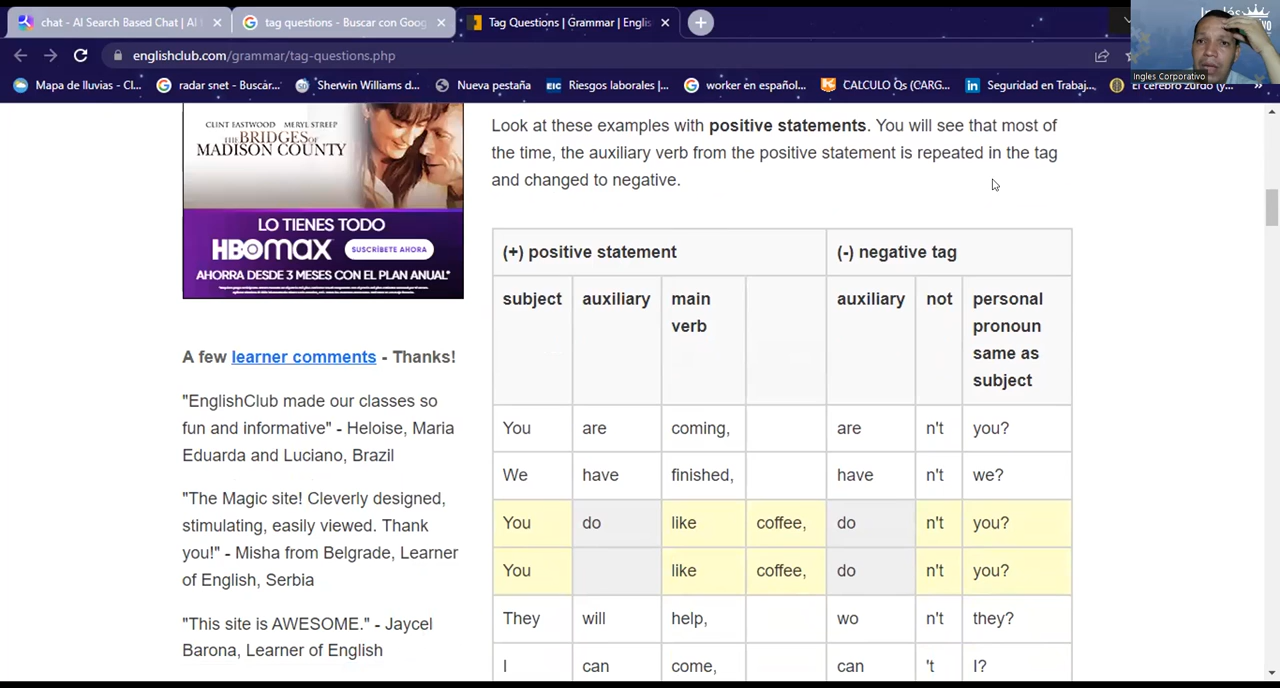 chat - AI Search Based Chat | AI
tag questions - Buscar con Goog
Tag Questions | Grammar | Englis
Inglés
englishclub.com/grammar/tag-questions.php
Ingles Corporativo
Mapa de lluvias - Cl...
radar snet - Buscar...
Sherwin Williams d...
Nueva pestaña
EIC
Riesgos laborales |...
worker en español...
CALCULO Qs (CARG...
Seguridad en Trabaj...
El cerebro zurdo (y...
CLINT EASTWOOD MERYL STREEP
THE BRIDGES OF
MADISON COUNTY
LO TIENES TODO
HBOmax
SUSCRÍBETE AHORA
AHORRA DESDE 3 MESES CON EL PLAN ANUAL*
A few learner comments - Thanks!
"EnglishClub made our classes so
fun and informative" - Heloise, Maria
Eduarda and Luciano, Brazil
"The Magic site! Cleverly designed,
stimulating, easily viewed. Thank
you!" - Misha from Belgrade, Learner
of English, Serbia
"This site is AWESOME." - Jaycel
Barona, Learner of English
Look at these examples with positive statements. You will see that most of
the time, the auxiliary verb from the positive statement is repeated in the tag
and changed to negative.
(+) positive statement (-) negative tag
subject auxiliary main verb auxiliary not personal pronoun same as subject
You are coming, are n't you?
We have finished, have n't we?
You do like coffee, do n't you?
You like coffee, do n't you?
They will help, wo n't they?
I can come, can 't I?